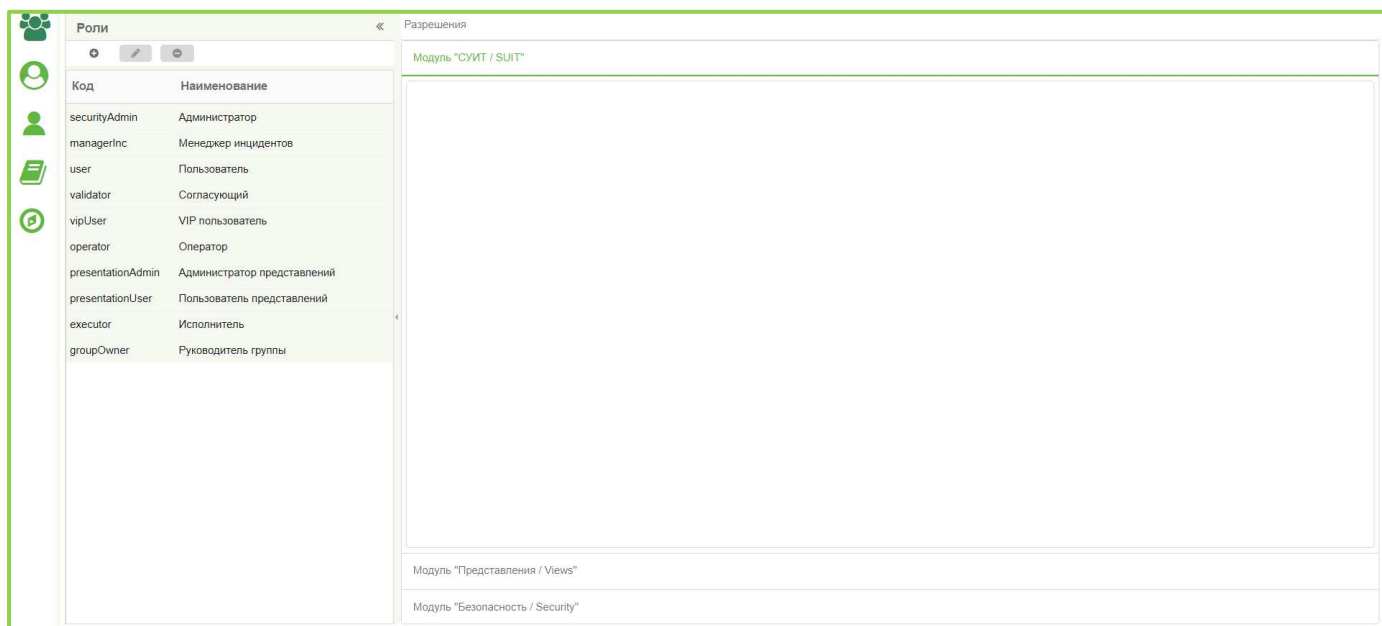 Роли
Код Наименование
securityAdmin Администратор
managerInc Менеджер инцидентов
user Пользователь
validator Согласующий
vipUser VIP пользователь
operator Оператор
presentationAdmin Администратор представлений
presentationUser Пользователь представлений
executor Исполнитель
groupOwner Руководитель группы
Разрешения
Модуль "СУИТ / SUIT"
Модуль "Представления / Views"
Модуль "Безопасность / Security"